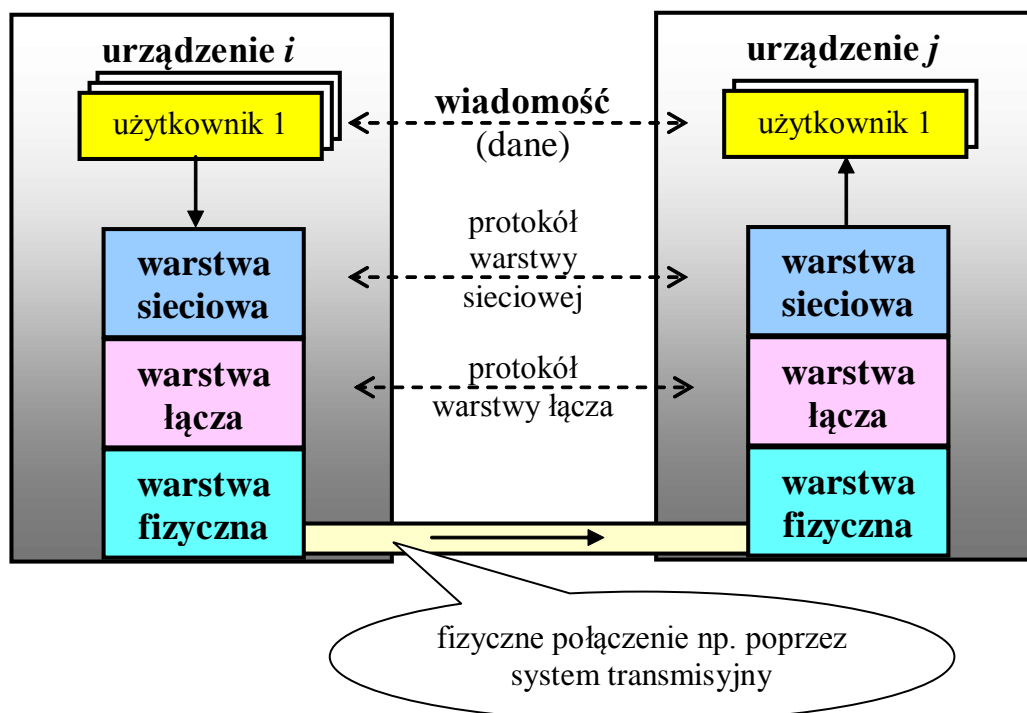 urządzenie i
użytkownik 1
warstwa
sieciowa
warstwa
łącza
warstwa
fizyczna
wiadomość
(dane)
protokół
warstwy
sieciowej
protokół
warstwy łącza
urządzenie j
użytkownik 1
warstwa
sieciowa
warstwa
łącza
warstwa
fizyczna
fizyczne połączenie np. poprzez
system transmisyjny